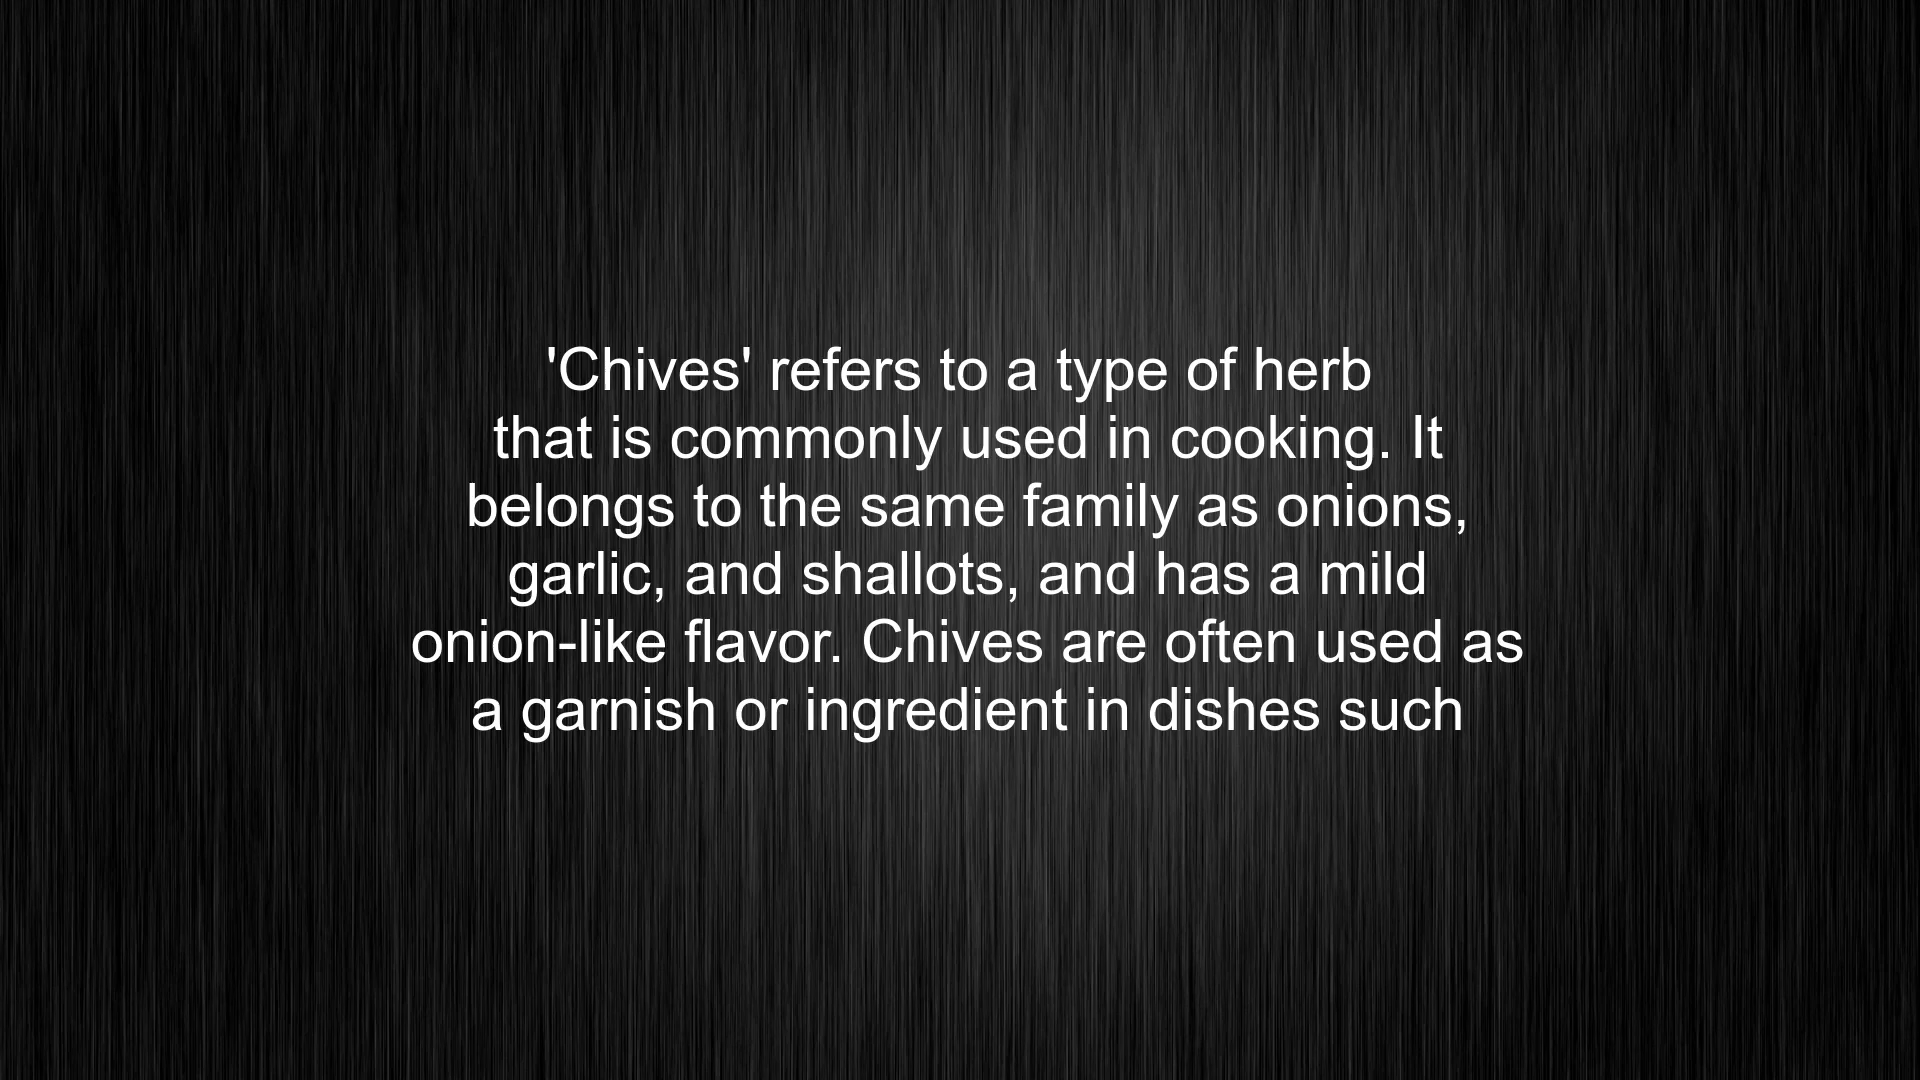 'Chives' refers to a type of herb
that is commonly used in cooking. It
belongs to the same family as onions,
garlic, and shallots, and has a mild
onion-like flavor. Chives are often used as
a garnish or ingredient in dishes such